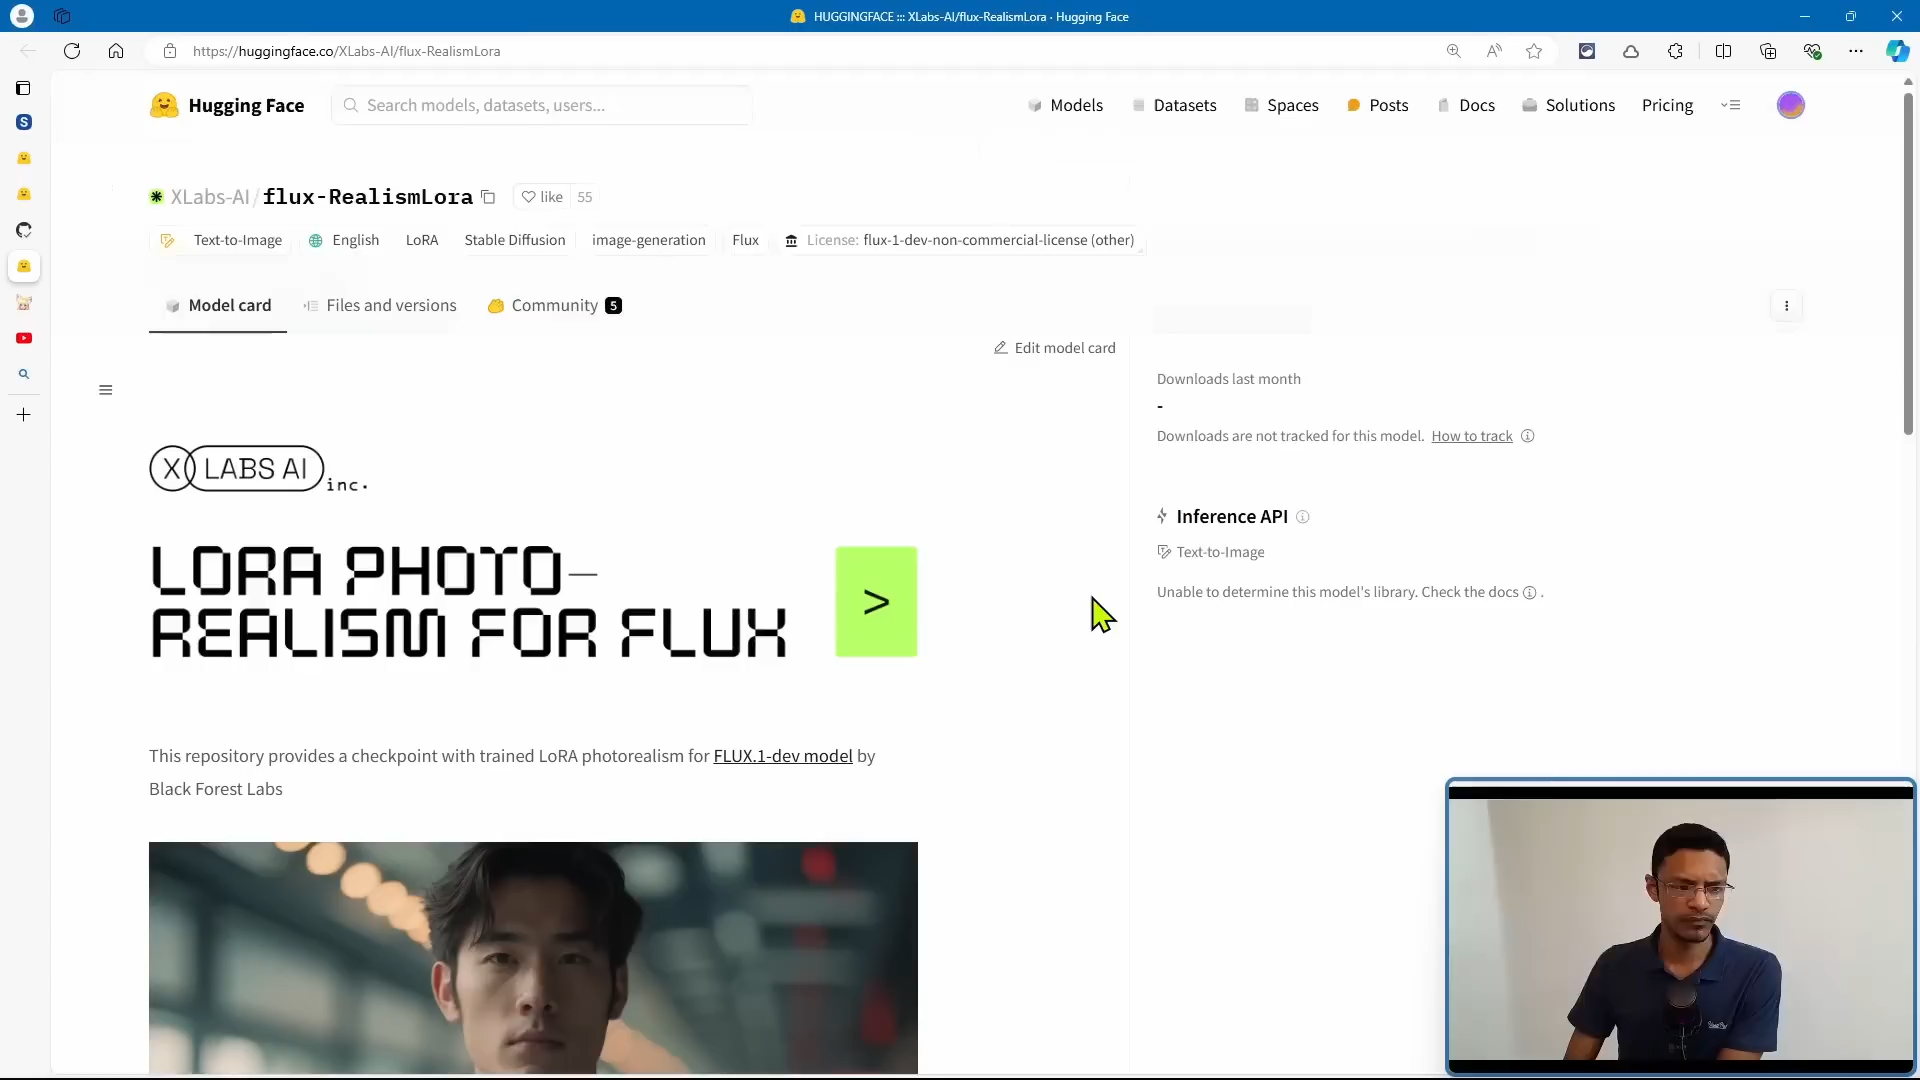 HUGGINGFACE ::: XLabs-AI/flux-RealismLora · Hugging Face
https://huggingface.co/XLabs-AI/flux-RealismLora
S
Hugging Face
Search models, datasets, users...
Models
Datasets
Spaces
Posts
Docs
Solutions
Pricing
XLabs-AI/flux-RealismLora
like 55
Text-to-Image English LoRA Stable Diffusion image-generation Flux License: flux-1-dev-non-commercial-license (other)
Model card Files and versions Community 5
Edit model card
Downloads last month
-
Downloads are not tracked for this model. How to track
X LABS AI inc.
Inference API
Text-to-Image
Unable to determine this model's library. Check the docs .
LORA PHOTO—
REALISM FOR FLUX >
This repository provides a checkpoint with trained LoRA photorealism for FLUX.1-dev model by
Black Forest Labs